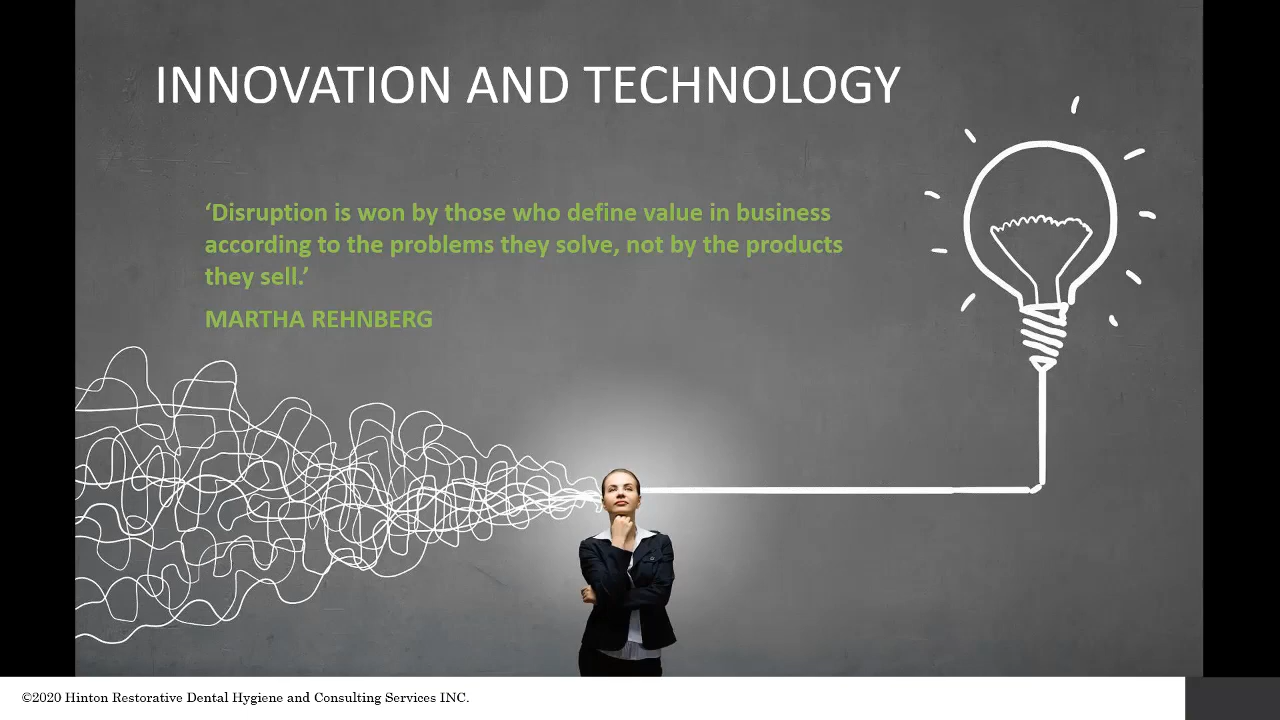 INNOVATION AND TECHNOLOGY
‘Disruption is won by those who define value in business
according to the problems they solve, not by the products
they sell.’
MARTHA REHNBERG
©2020 Hinton Restorative Dental Hygiene and Consulting Services INC.